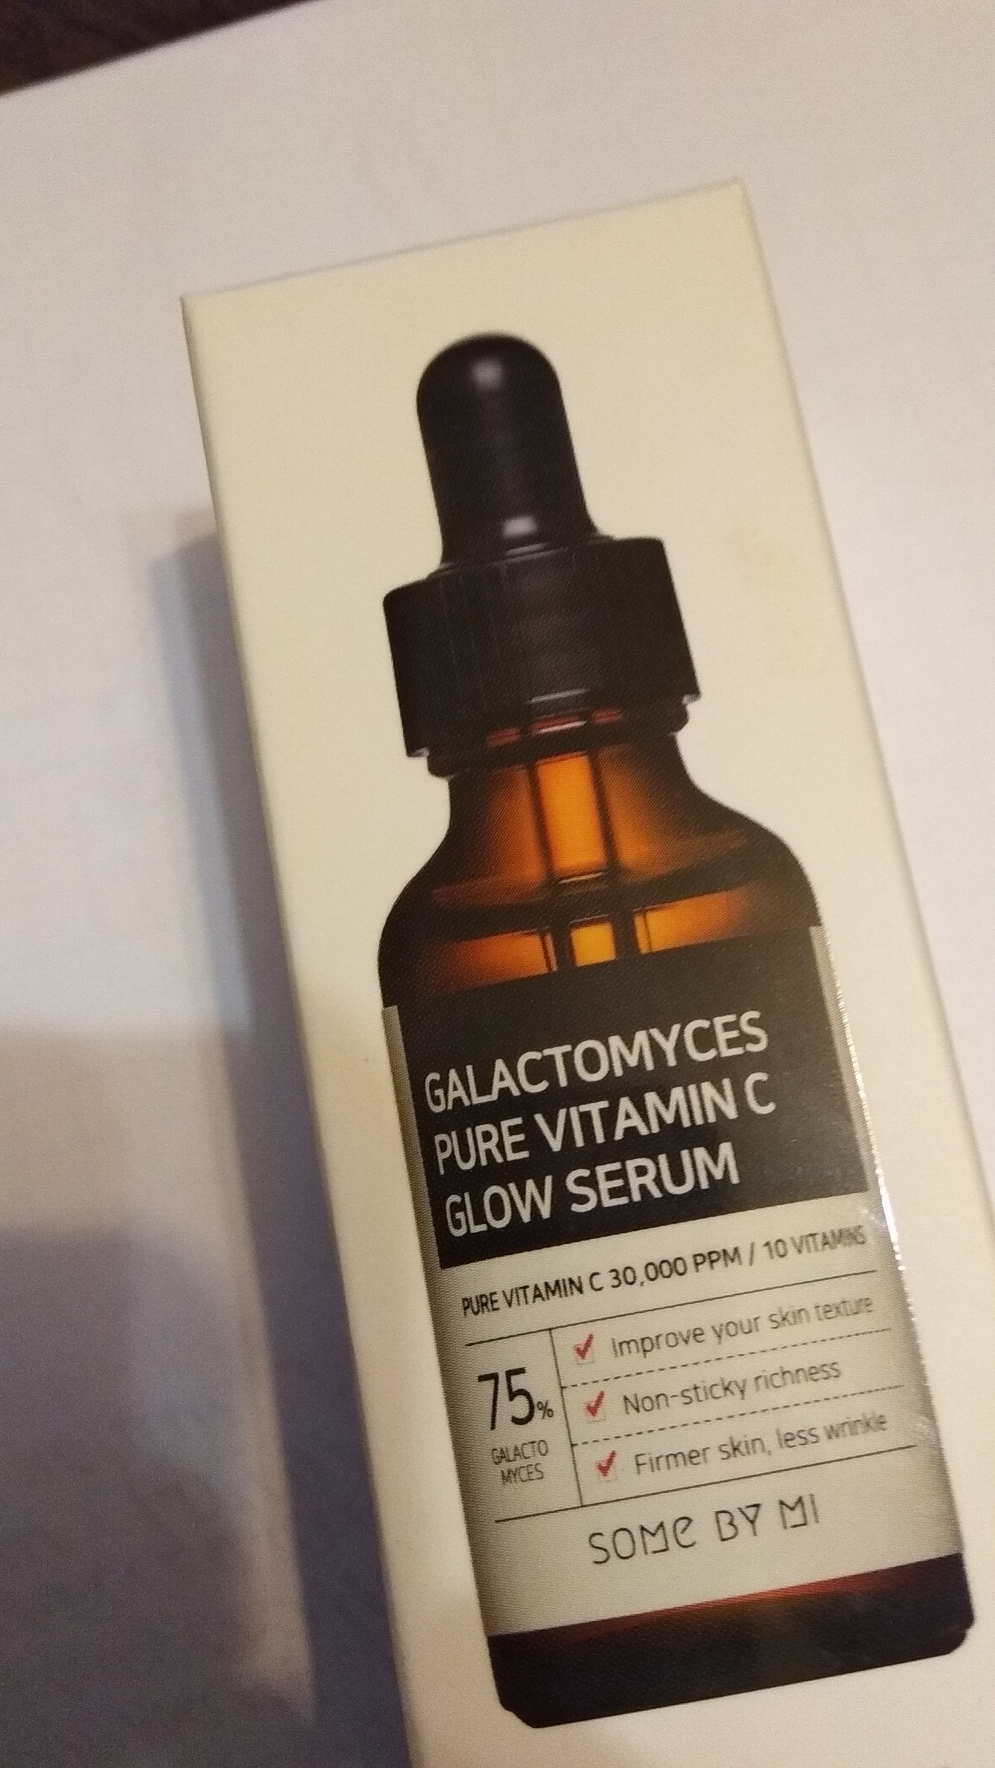 GALACTOMYCES
PURE VITAMIN C
GLOW SERUM
PURE VITAMIN C 30,000 PPM / 10 VITAMINS
75%
GALACTO
MYCES
Improve your skin texture
Non-sticky richness
Firmer skin, less wrinkle
SOME BY MI